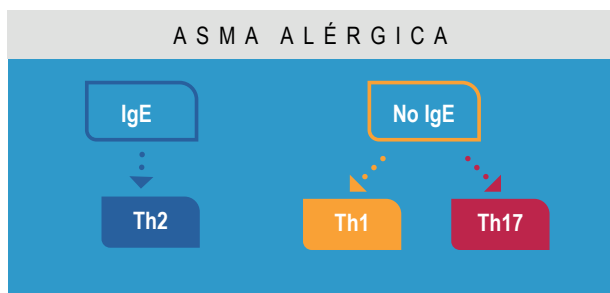 ASMA ALÉRGICA
IgE
No IgE
Th2
Th1
Th17